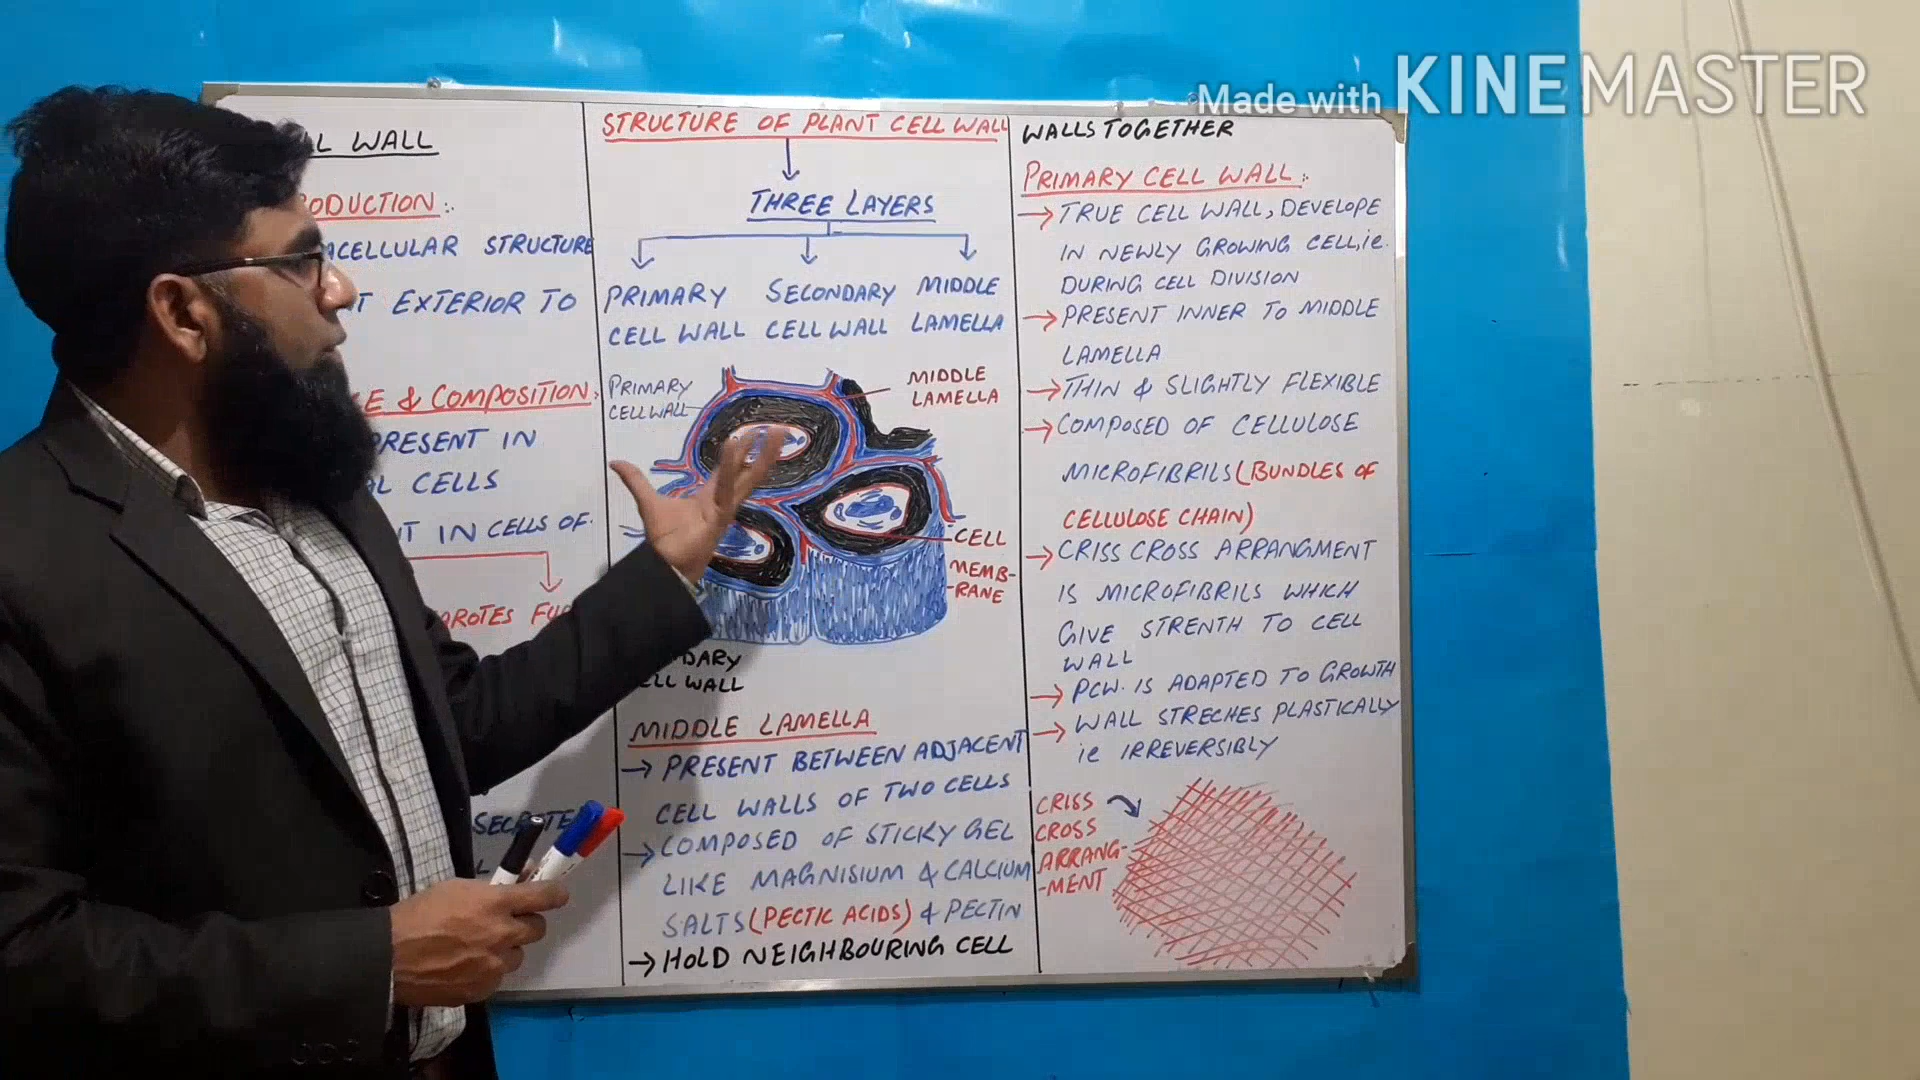 Made with KINEMASTER
WALL
EXTERIOR TO
STRUCTURE
& COMPOSITION:
PRESENT IN
CELLS
IN CELLS OF
STRUCTURE OF PLANT CELL WALL
THREE LAYERS
PRIMARY SECONDARY MIDDLE
CELL WALL CELL WALL LAMELLA
PRIMARY
CELL WALL
MIDDLE
LAMELLA
CELL
MEMB-
-RANE
WALL
MIDDLE LAMELLA
→ PRESENT BETWEEN ADJACENT
CELL WALLS OF TWO CELLS
→ COMPOSED OF STICKY GEL
LIKE MAGNISIUM & CALCIUM
SALTS (PECTIC ACIDS) & PECTIN
→ HOLD NEIGHBOURING CELL
WALLS TOGETHER
PRIMARY CELL WALL:
→ TRUE CELL WALL, DEVELOPE
IN NEWLY GROWING CELL, ie.
DURING CELL DIVISION
→ PRESENT INNER TO MIDDLE
LAMELLA
→ THIN & SLIGHTLY FLEXIBLE
→ COMPOSED OF CELLULOSE
MICROFIBRILS (BUNDLES OF
CELLULOSE CHAIN)
→ CRISS CROSS ARRANGMENT
IS MICROFIBRILS WHICH
GIVE STRENTH TO CELL
WALL
→ PCW. IS ADAPTED TO GROWTH
→ WALL STRECHES PLASTICALLY
ie IRREVERSIBLY
CRISS
CROSS
ARRANG-
-MENT